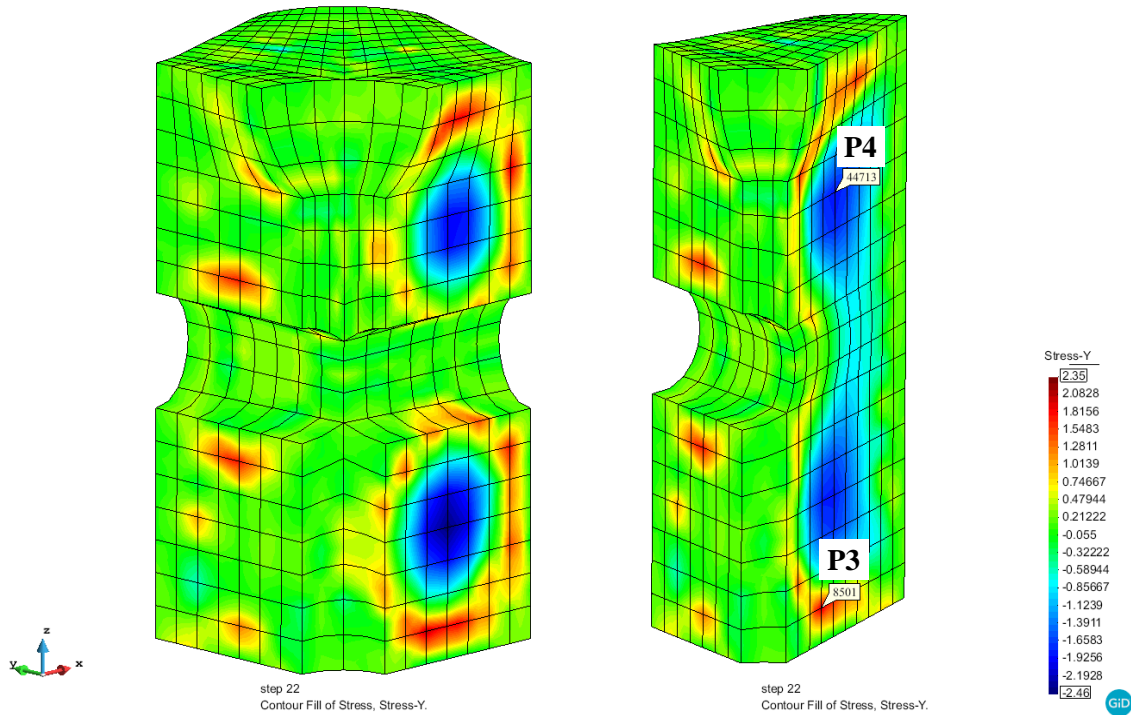 P4
44713
P3
8501
Stress-Y
2.35
2.0828
1.8156
1.5483
1.2811
1.0139
0.74667
0.47944
0.21222
-0.055
-0.32222
-0.58944
-0.85667
-1.1239
-1.3911
-1.6583
-1.9256
-2.1928
-2.46
z
y
x
step 22
Contour Fill of Stress, Stress-Y.
step 22
Contour Fill of Stress, Stress-Y.
GiD